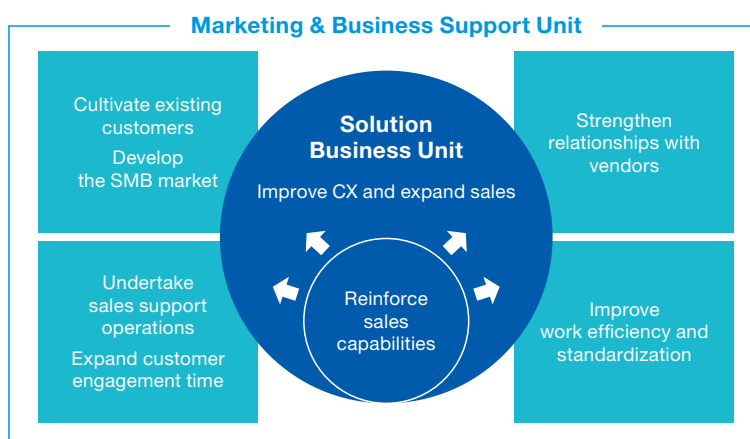 Marketing & Business Support Unit
Cultivate existing
customers
Develop
the SMB market
Solution
Business Unit
Improve CX and expand sales
Strengthen
relationships with
vendors
Undertake
sales support
operations
Expand customer
engagement time
Reinforce
sales
capabilities
Improve
work efficiency and
standardization